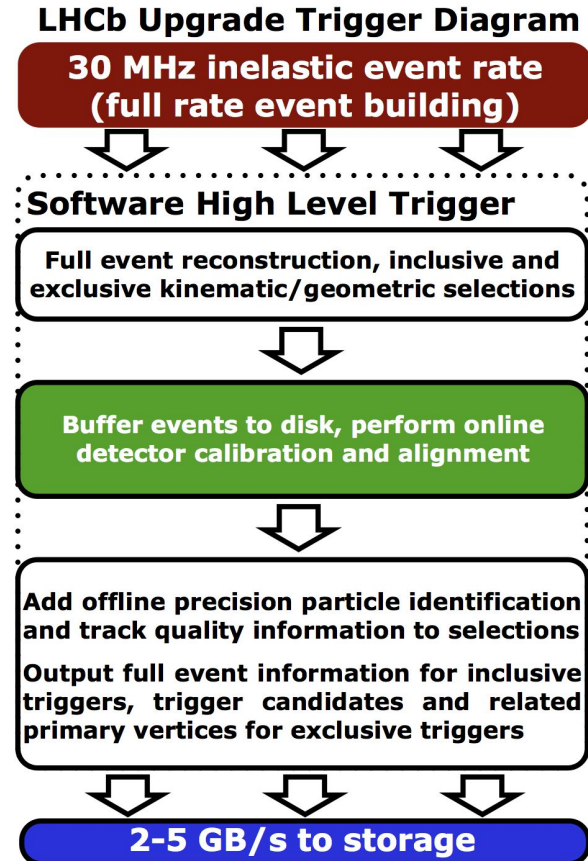 LHCb Upgrade Trigger Diagram
30 MHz inelastic event rate
(full rate event building)
Software High Level Trigger
Full event reconstruction, inclusive and
exclusive kinematic/geometric selections
Buffer events to disk, perform online
detector calibration and alignment
Add offline precision particle identification
and track quality information to selections
Output full event information for inclusive
triggers, trigger candidates and related
primary vertices for exclusive triggers
2-5 GB/s to storage